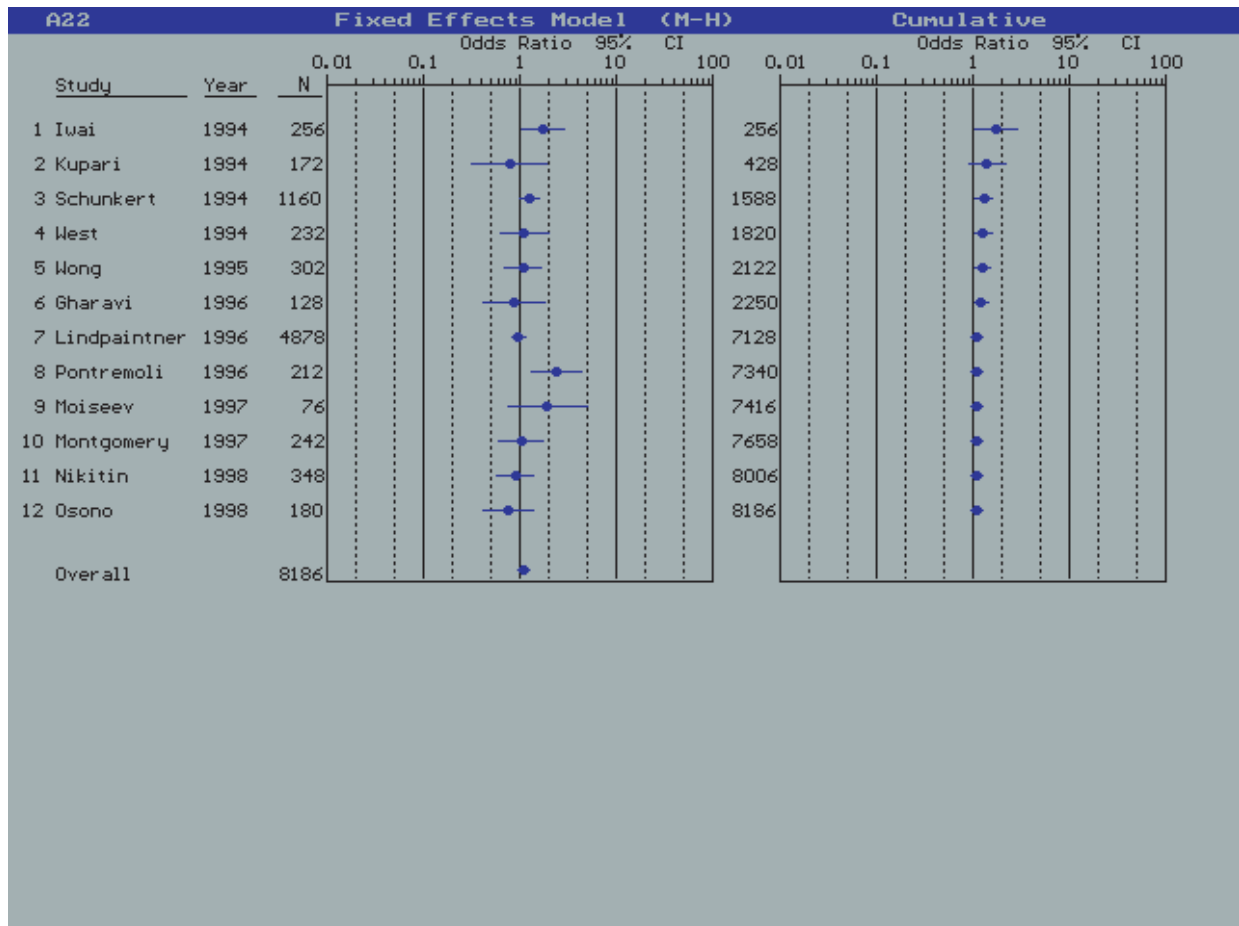 A22 Fixed Effects Model (M-H) Cumulative
Odds Ratio 95% CI Odds Ratio 95% CI
0.01 0.1 1 10 100 0.01 0.1 1 10 100
Study Year N
1 Iwai 1994 256 256
2 Kupari 1994 172 428
3 Schunkert 1994 1160 1588
4 West 1994 232 1820
5 Wong 1995 302 2122
6 Gharavi 1996 128 2250
7 Lindpaintner 1996 4878 7128
8 Pontremoli 1996 212 7340
9 Moiseev 1997 76 7416
10 Montgomery 1997 242 7658
11 Nikitin 1998 348 8006
12 Osono 1998 180 8186
Overall 8186